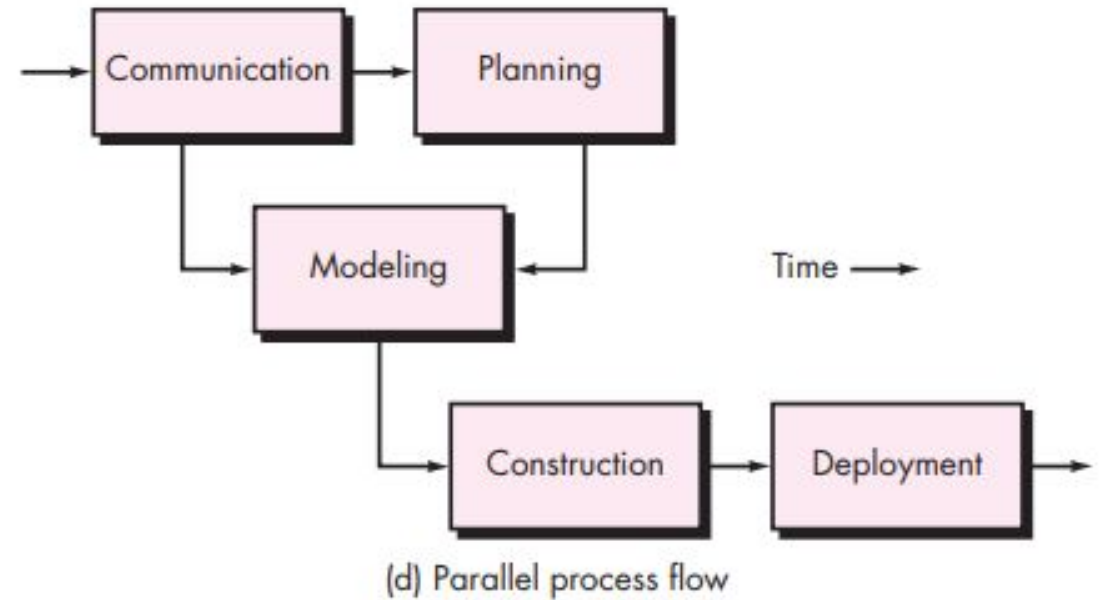 Communication
Planning
Modeling
Time
Construction
Deployment
(d) Parallel process flow